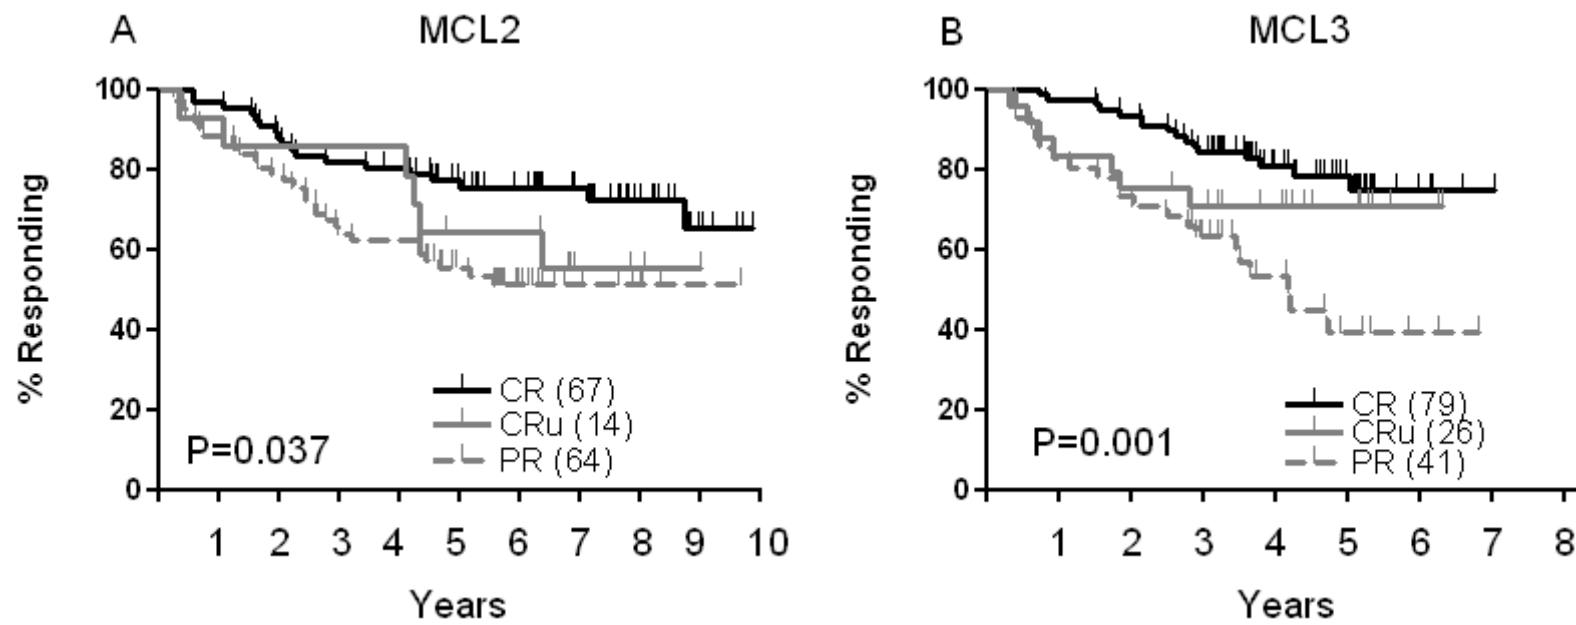 A MCL2
100
80
60
40
20
0
% Responding
CR (67)
CRu (14)
PR (64)
P=0.037
1 2 3 4 5 6 7 8 9 10
Years
B MCL3
100
80
60
40
20
0
% Responding
CR (79)
CRu (26)
PR (41)
P=0.001
1 2 3 4 5 6 7 8
Years